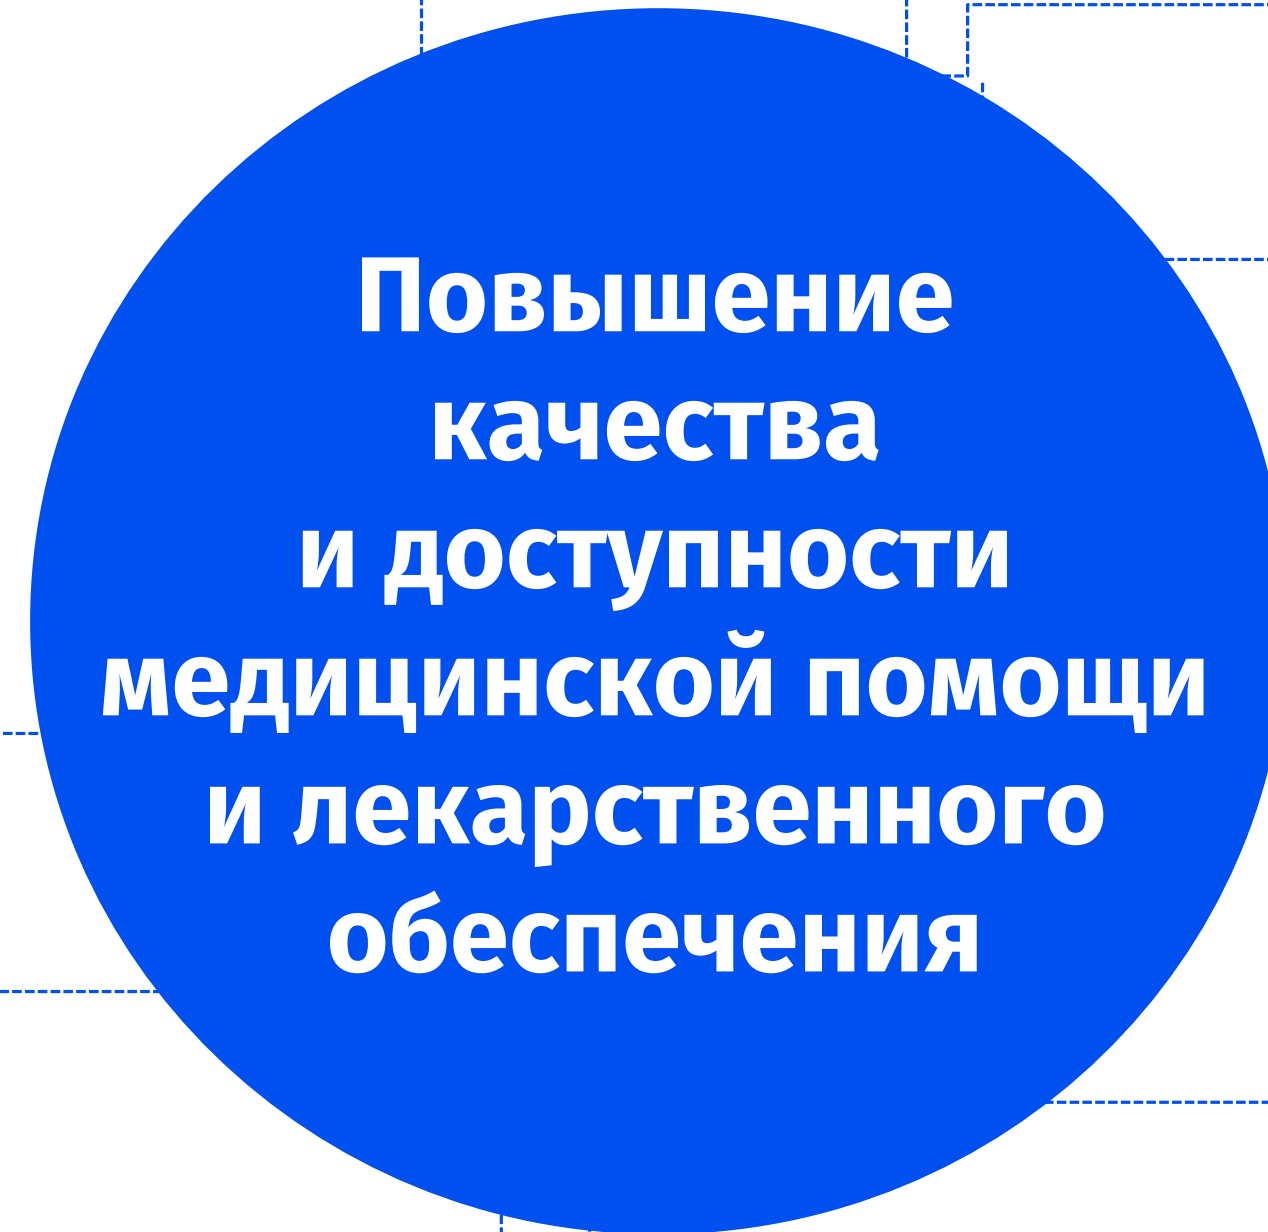 Повышение
качества
и доступности
медицинской помощи
и лекарственного
обеспечения